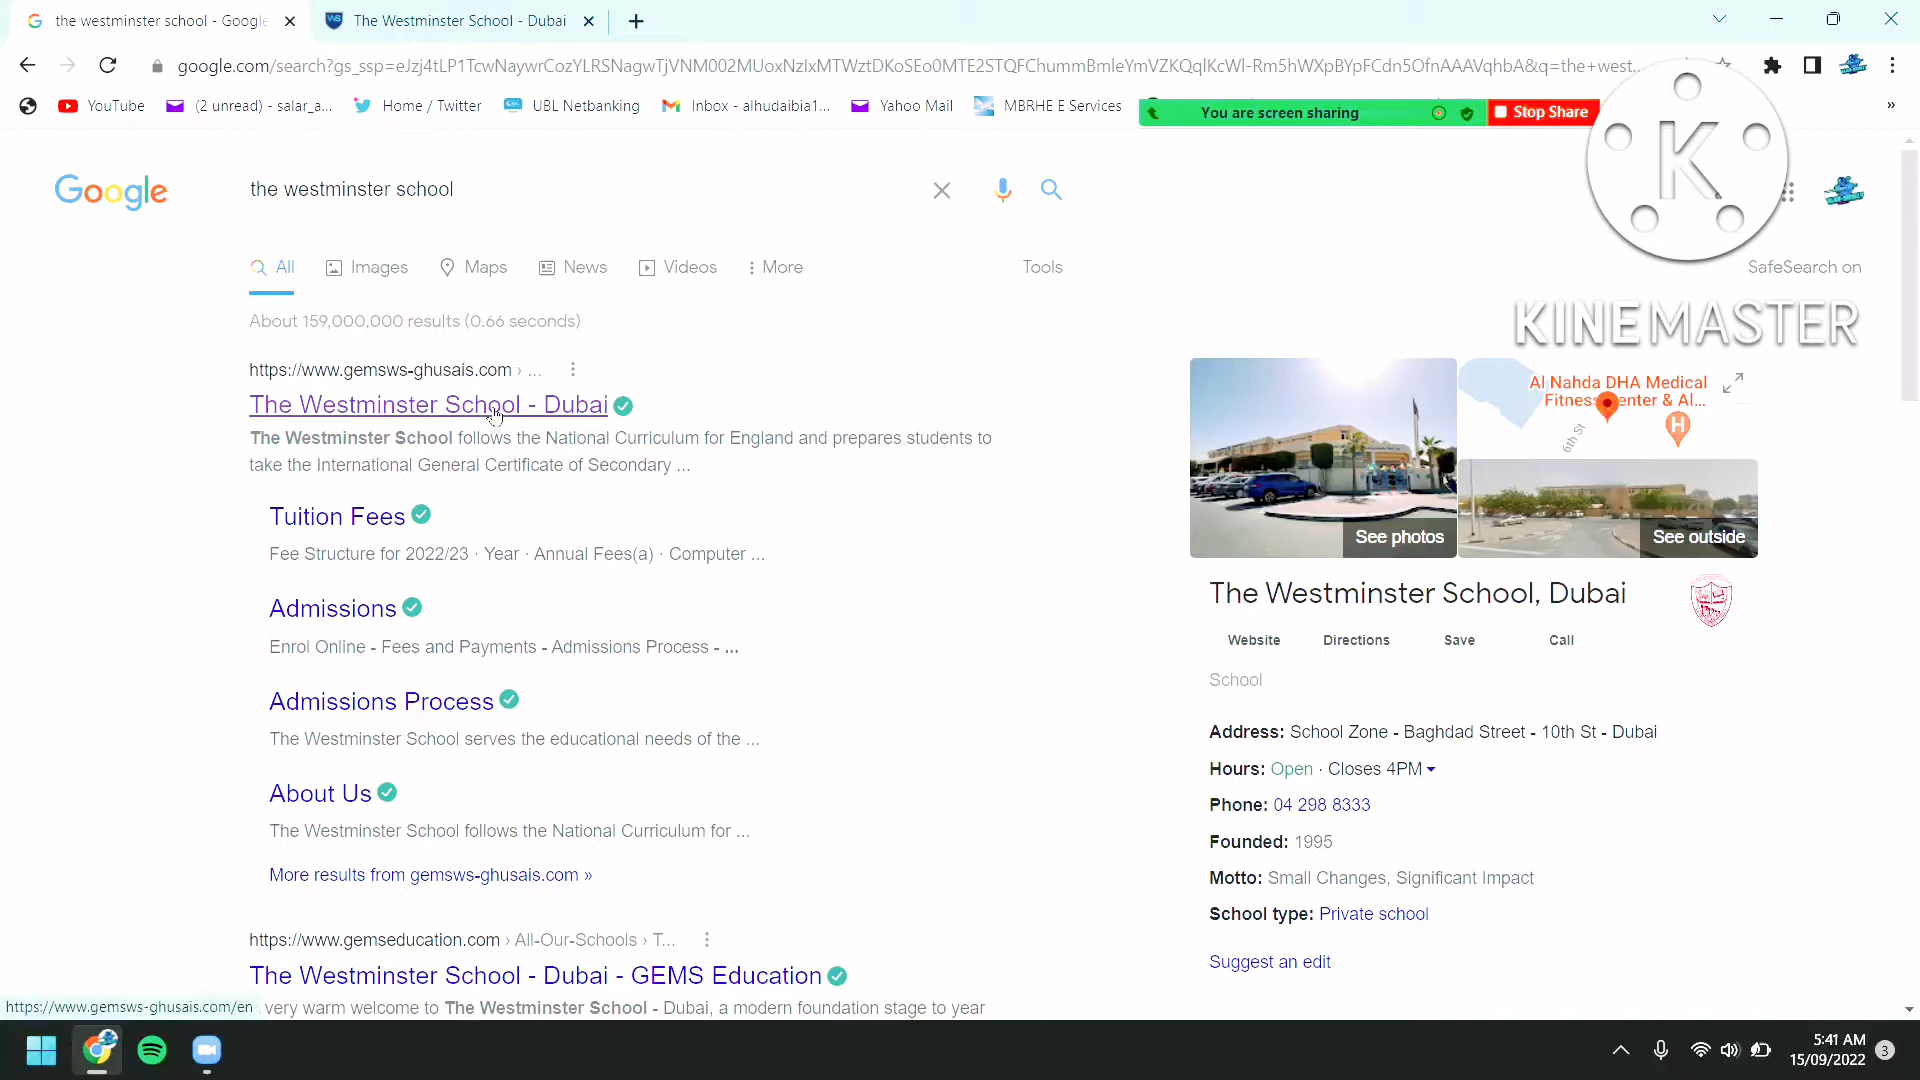 the westminster school - Google
The Westminster School - Dubai
google.com/search?gs_ssp=eJzj4tLP1TcwNaywrCozYLRSNagwTjVNM002MUoxNzIxMTWztDKoSEo0MTE2STQFChummBmleYmVZKQqlKcWl-Rm5hWXpBYpFCdn5OfnAAAVqhbA&q=the+west...
YouTube
(2 unread) - salar_a...
Home / Twitter
UBL Netbanking
Inbox - alhudaibia1...
Yahoo Mail
MBRHE E Services
»
You are screen sharing
Stop Share
K
KINEMASTER
Google
the westminster school
All
Images
Maps
News
Videos
More
Tools
SafeSearch on
About 159,000,000 results (0.66 seconds)
https://www.gemsws-ghusais.com › ...
The Westminster School - Dubai
The Westminster School follows the National Curriculum for England and prepares students to
take the International General Certificate of Secondary ...
Tuition Fees
Fee Structure for 2022/23 · Year · Annual Fees(a) · Computer ...
Admissions
Enrol Online - Fees and Payments - Admissions Process - ...
Admissions Process
The Westminster School serves the educational needs of the ...
About Us
The Westminster School follows the National Curriculum for ...
More results from gemsws-ghusais.com »
https://www.gemseducation.com › All-Our-Schools › T...
The Westminster School - Dubai - GEMS Education
very warm welcome to The Westminster School - Dubai, a modern foundation stage to year
https://www.gemsws-ghusais.com/en
Al Nahda DHA Medical
Fitness Center & Al...
6th St
H
See photos
See outside
The Westminster School, Dubai
Website
Directions
Save
Call
School
Address: School Zone - Baghdad Street - 10th St - Dubai
Hours: Open · Closes 4PM
Phone: 04 298 8333
Founded: 1995
Motto: Small Changes, Significant Impact
School type: Private school
Suggest an edit
5:41 AM
15/09/2022
3